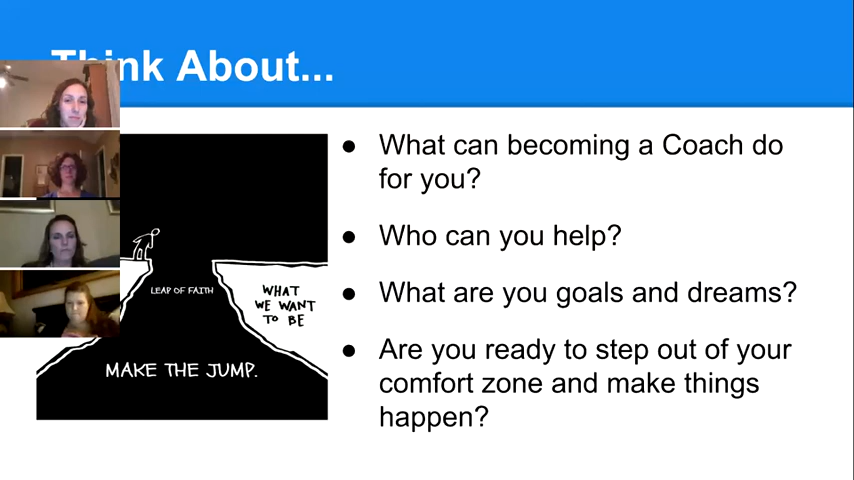 Think About...
● What can becoming a Coach do
for you?
● Who can you help?
● What are you goals and dreams?
● Are you ready to step out of your
comfort zone and make things
happen?
LEAP OF FAITH
WHAT
WE WANT
TO BE
MAKE THE JUMP.